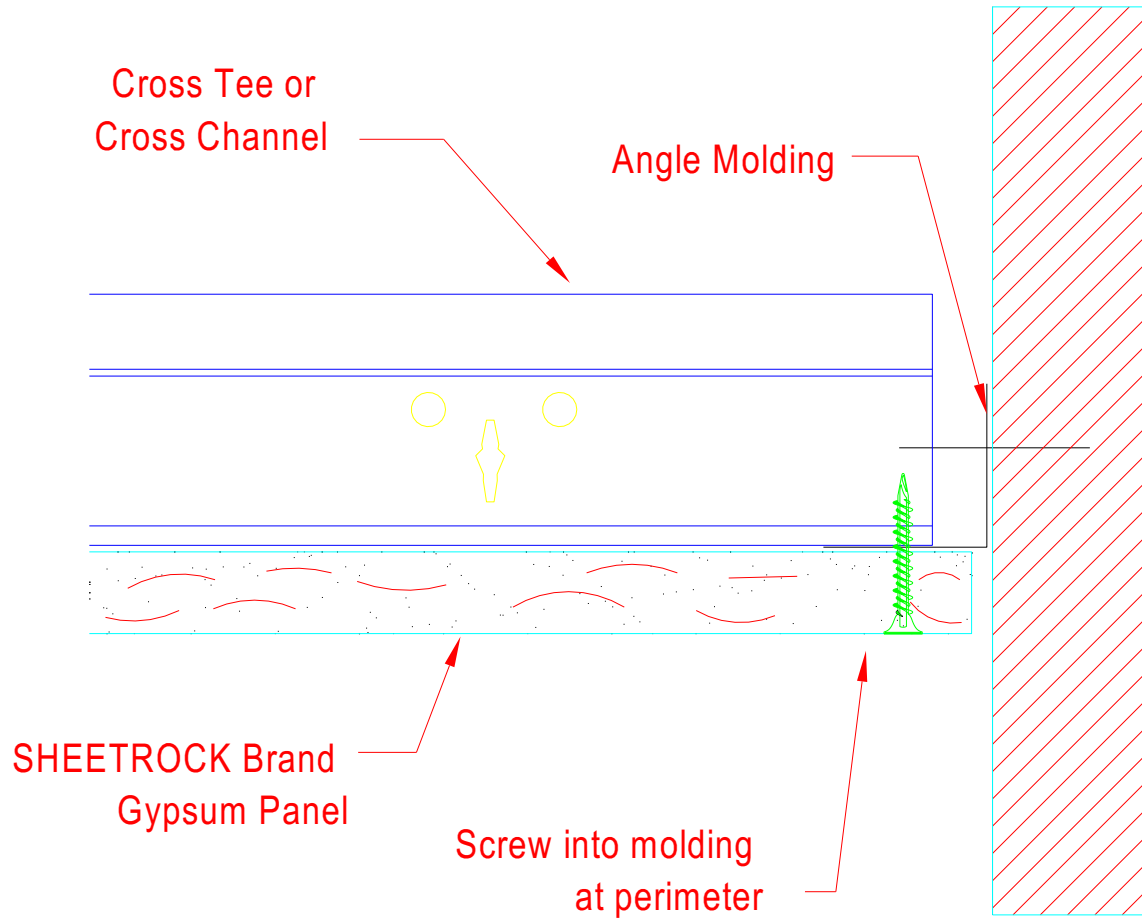 Cross Tee or
Cross Channel
Angle Molding
SHEETROCK Brand
Gypsum Panel
Screw into molding
at perimeter